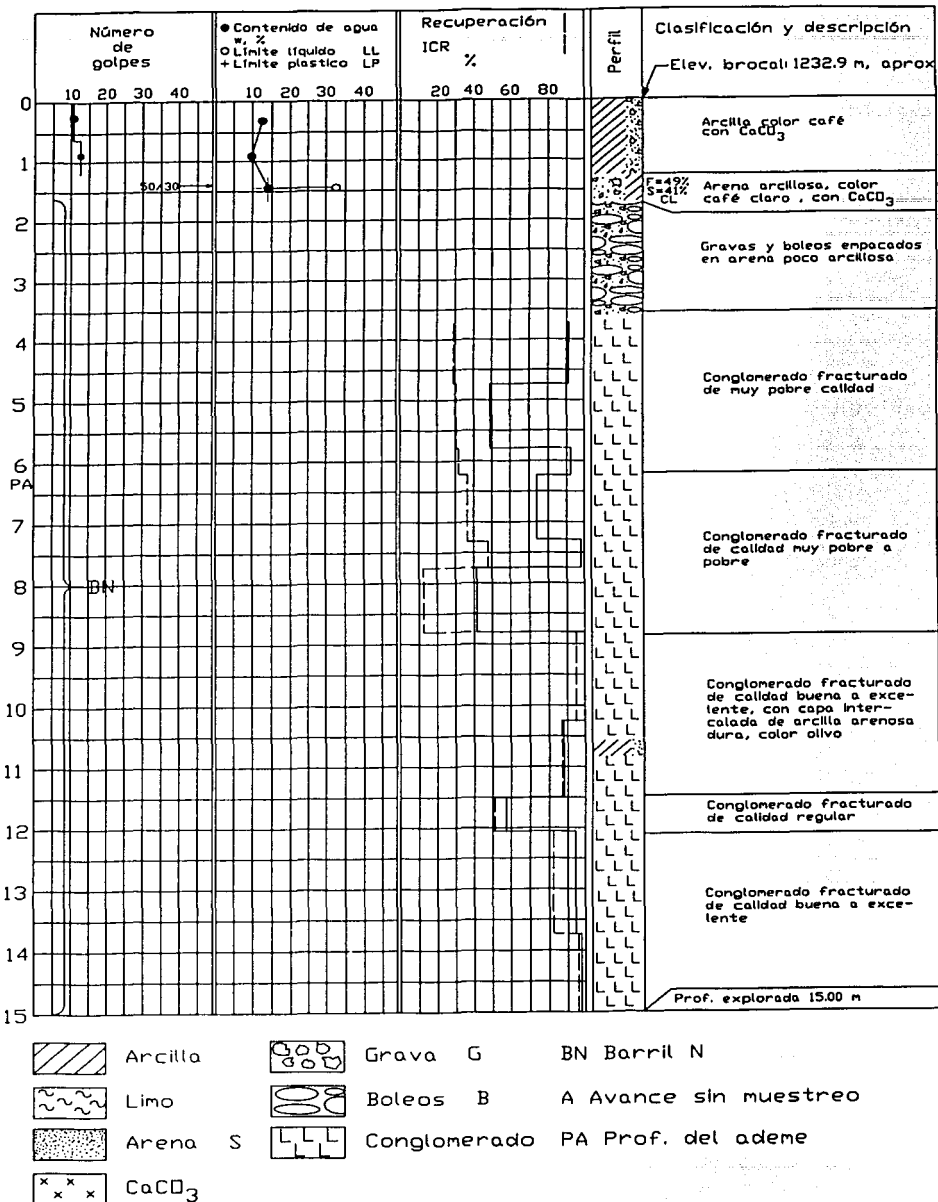 Número
de
golpes
10 20 30 40
● Contenido de agua
w, %
○ Límite líquido LL
+ Límite plastico LP
10 20 30 40
Recuperación
ICR
%
20 40 60 80
Perfil
Clasificación y descripción
Elev. brocal: 1232.9 m, aprox
0
1
2
3
4
5
6
PA
7
8
9
10
11
12
13
14
15
50/30
BN
Arcilla color café
con CaCO3
F=49%
S=41%
CL
Arena arcillosa, color
café claro , con CaCO3
Gravas y boleos empacados
en arena poco arcillosa
Conglomerado fracturado
de muy pobre calidad
Conglomerado fracturado
de calidad muy pobre a
pobre
Conglomerado fracturado
de calidad buena a exce-
lente, con capa inter-
calada de arcilla arenosa
dura, color olivo
Conglomerado fracturado
de calidad regular
Conglomerado fracturado
de calidad buena a exce-
lente
Prof. explorada 15.00 m
Arcilla
Limo
Arena S
CaCO3
Grava G
Boleos B
Conglomerado
BN Barril N
A Avance sin muestreo
PA Prof. del ademe